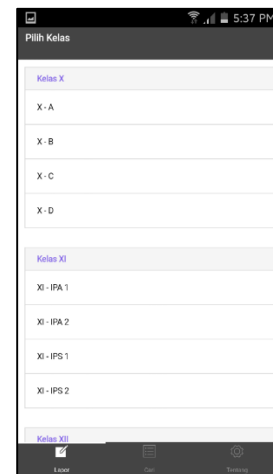 5:37 PM
Pilih Kelas
Kelas X
X - A
X - B
X - C
X - D
Kelas XI
XI - IPA 1
XI - IPA 2
XI - IPS 1
XI - IPS 2
Kelas XII
Lapor
Cari
Tentang